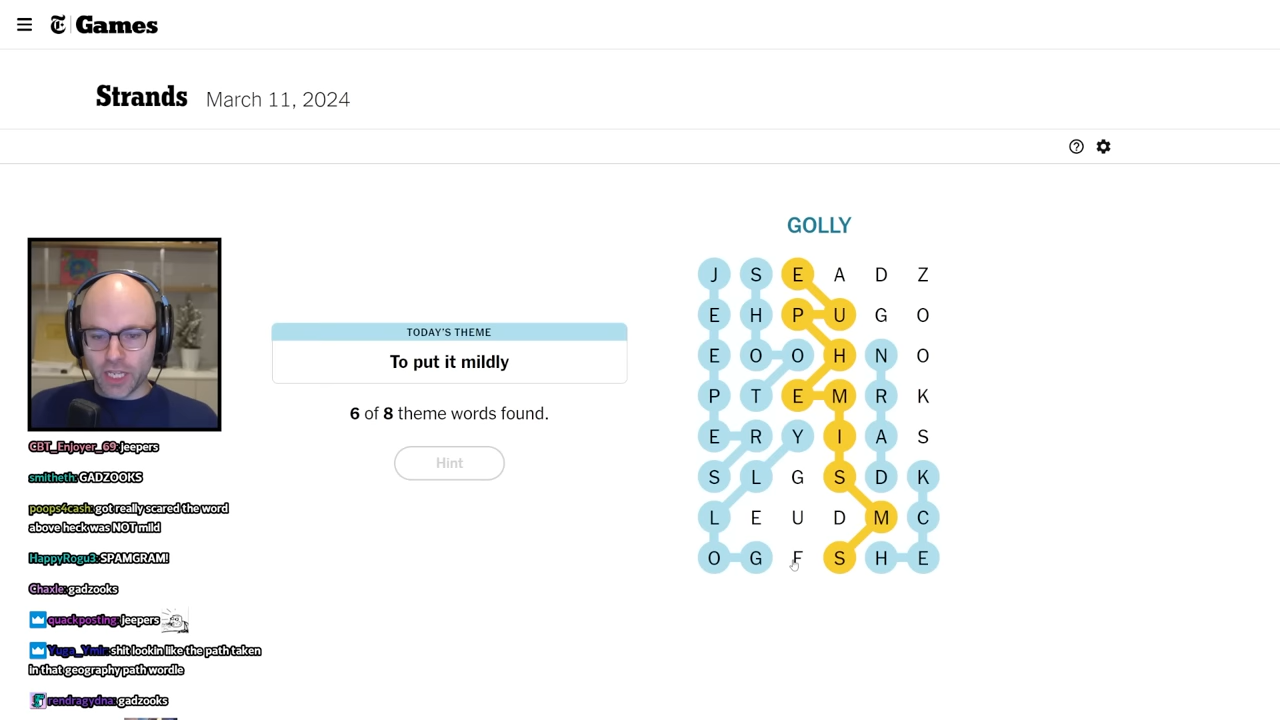 Games
Strands March 11, 2024
TODAY'S THEME
To put it mildly
6 of 8 theme words found.
Hint
GOLLY
J S E A D Z
E H P U G O
E O O H N O
P T E M R K
E R Y I A S
S L G S D K
L E U D M C
O G F S H E
CBT_Enjoyer_69: Jeepers
smitheth: GADZOOKS
poops4cash: got really scared the word
above heck was NOT mild
HappyRogu3: SPAMGRAM!
Chaxle: gadzooks
quackposting: Jeepers
Yuga_Ymir: shit lookin like the path taken
in that geography path wordle
rendragydna: gadzooks